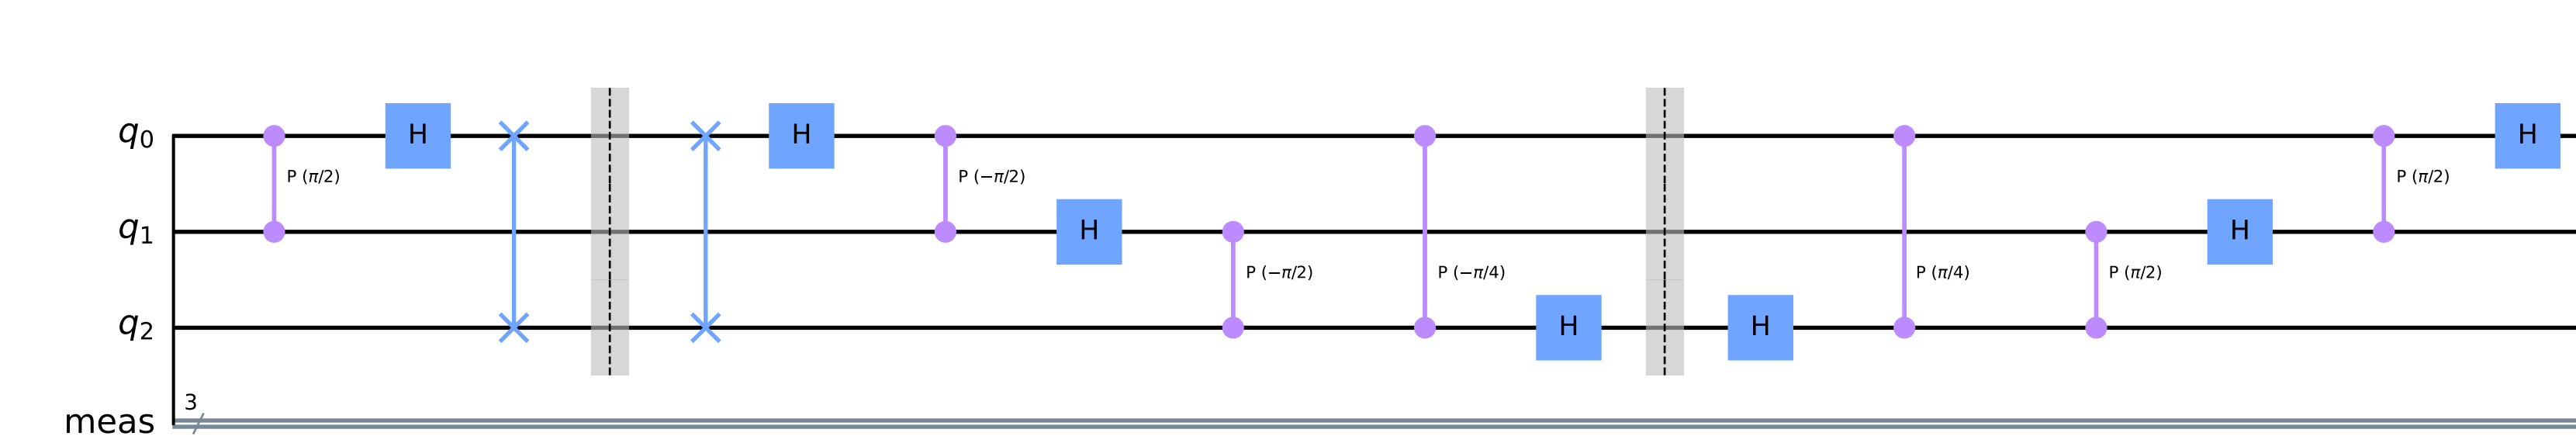 q0 H H P (π/2) P (−π/2) P (π/2) H
q1 H P (−π/2) P (−π/4) P (π/4) P (π/2) H
q2 H H
3
meas